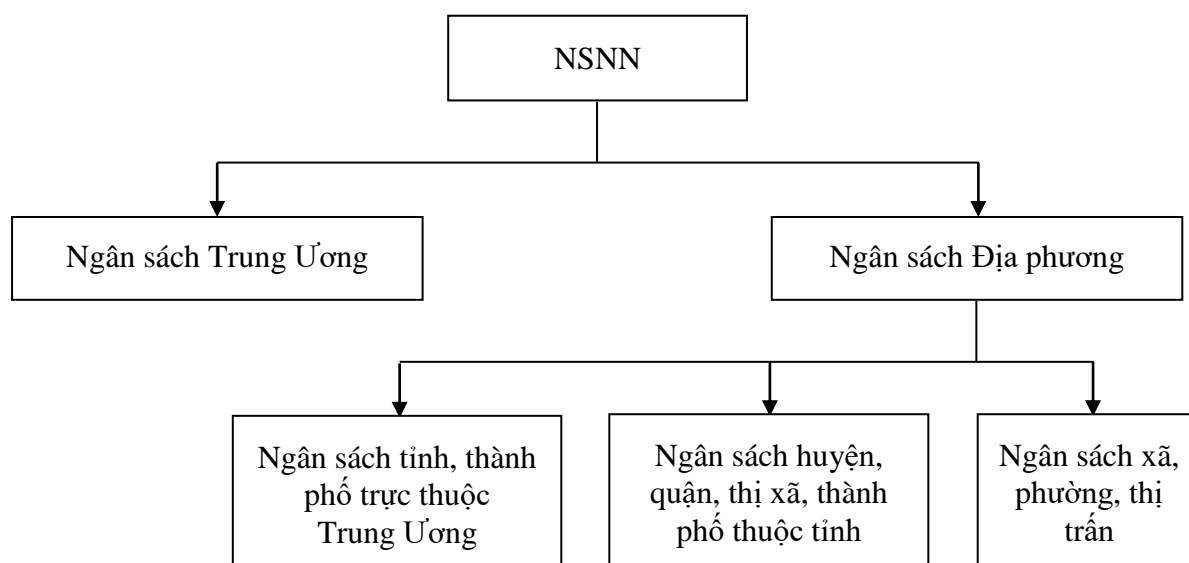 NSNN
Ngân sách Trung Ương
Ngân sách Địa phương
Ngân sách tỉnh, thành
phố trực thuộc
Trung Ương
Ngân sách huyện,
quận, thị xã, thành
phố thuộc tỉnh
Ngân sách xã,
phường, thị
trấn